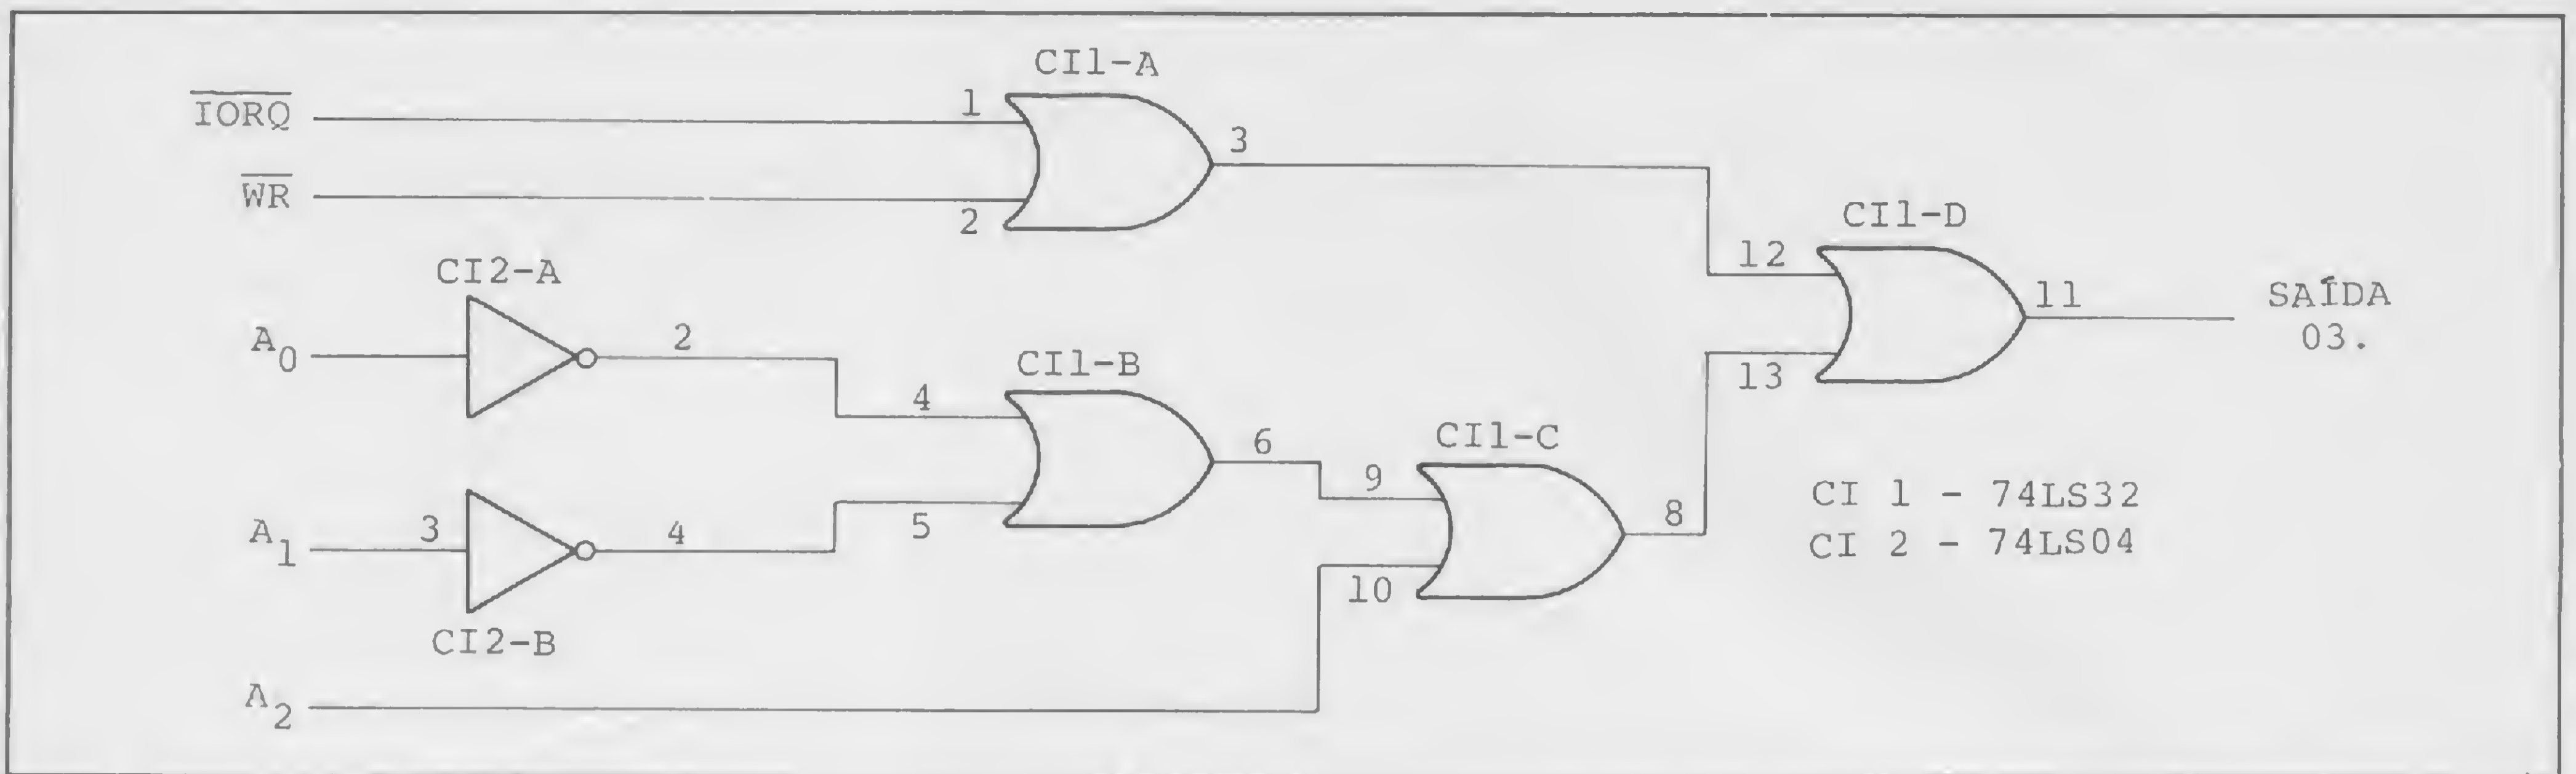 CI1-A
IORQ
1
3
WR
2
CI1-D
12
CI2-A
11
SAÍDA
03.
A0
2
CI1-B
13
4
CI1-C
6
9
CI 1 - 74LS32
A1
3
4
5
8
CI 2 - 74LS04
10
CI2-B
A2